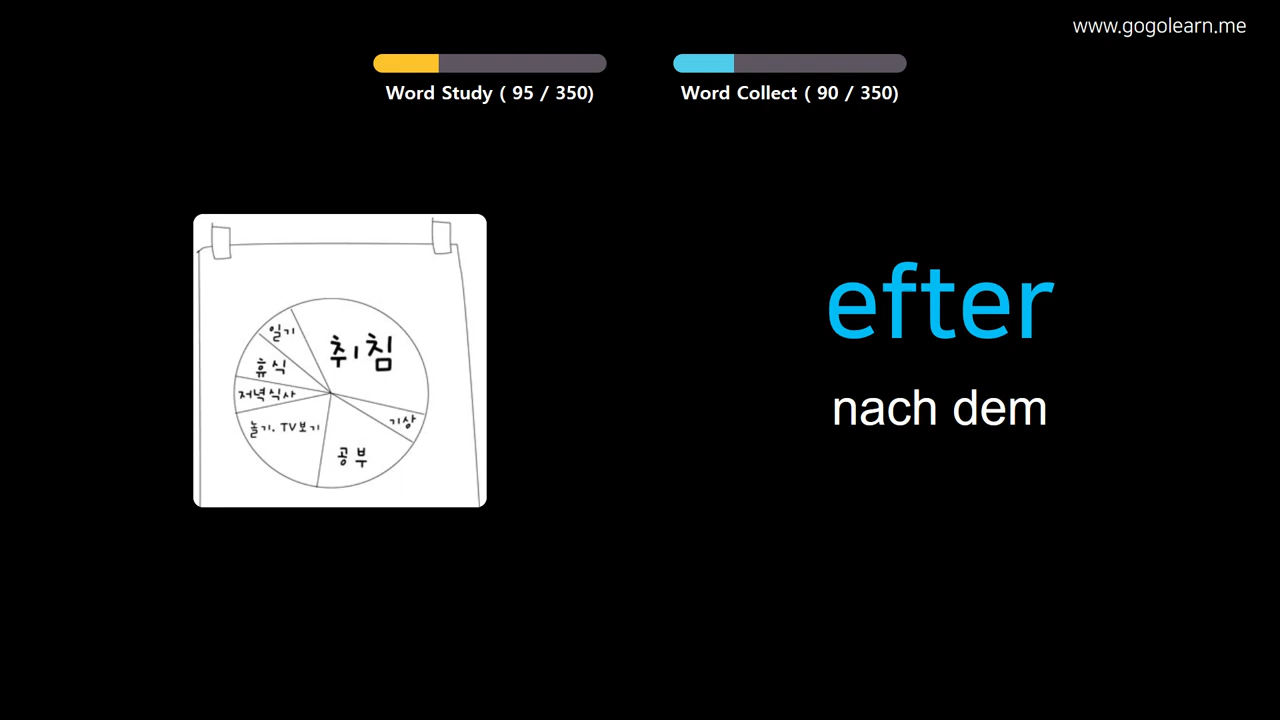 www.gogolearn.me
Word Study ( 95 / 350)
Word Collect ( 90 / 350)
일기
취침
휴식
저녁식사
기상
놀기. TV보기
공부
efter
nach dem